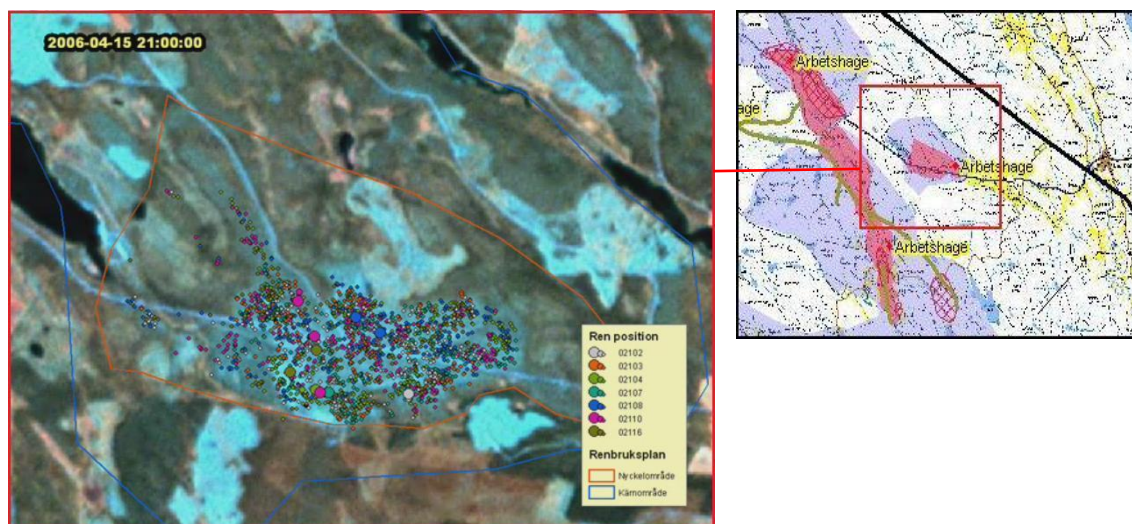 2006-04-15 21:00:00
Ren position
02102
02103
02104
02107
02108
02110
02116
Renbruksplan
Nyckelområde
Kärnområde
Arbetshage
age
Arbetshage
Arbetshage